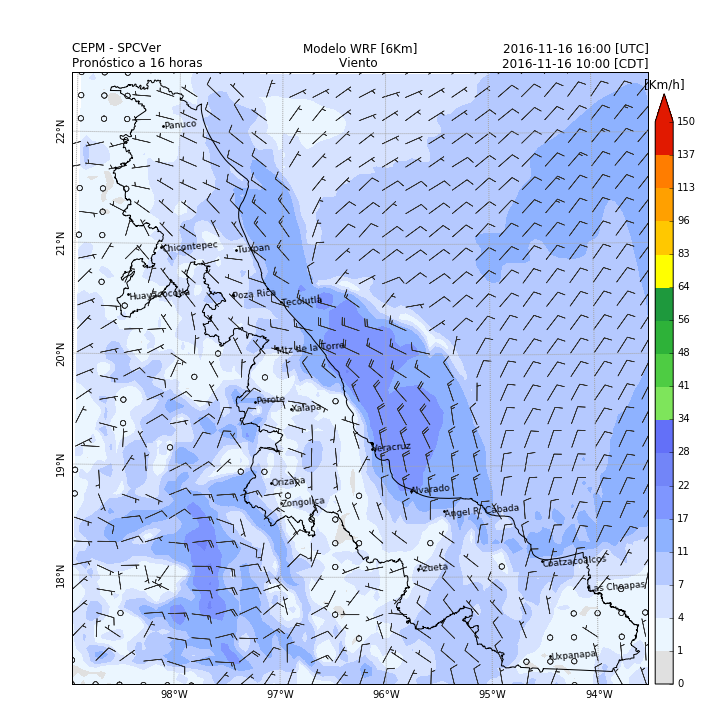 CEPM - SPCVer
Modelo WRF [6Km]
2016-11-16 16:00 [UTC]
Pronóstico a 16 horas
Viento
2016-11-16 10:00 [CDT]
[Km/h]
150
137
113
96
83
64
56
48
41
34
28
22
17
11
7
4
1
0
22°N
21°N
20°N
19°N
18°N
98°W
97°W
96°W
95°W
94°W
Panuco
Chicontepec
Tuxpan
Poza Rica
Tecolutla
Mtz de la Torre
Perote
Xalapa
Veracruz
Orizapa
Zongolica
Alvarado
Angel R. Cabada
Azueta
Coatzacoalcos
Las Choapas
Uxpanapa